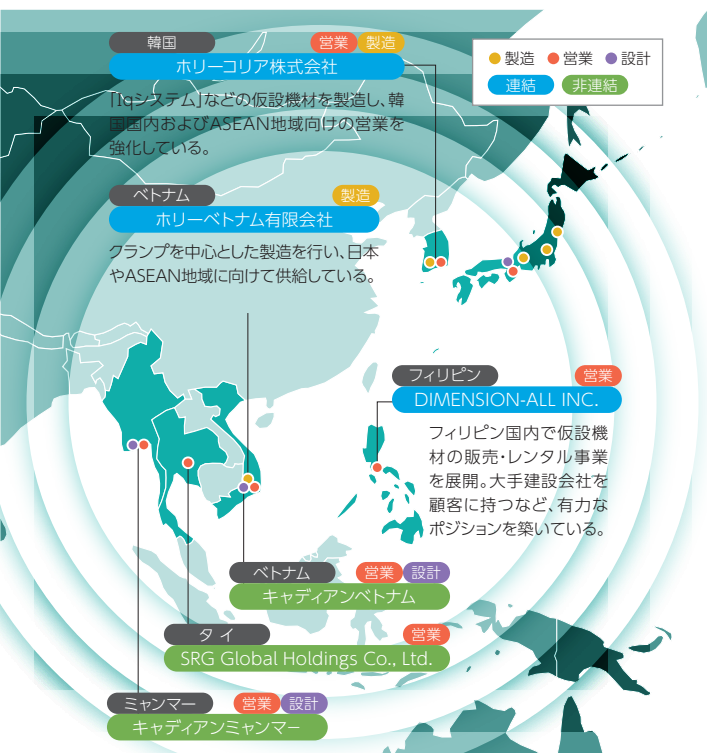 韓国 営業 製造
ホリーコリア株式会社
「Iqシステム」などの仮設機材を製造し、韓
国国内およびASEAN地域向けの営業を
強化している。
製造 営業 設計
連結 非連結
ベトナム 製造
ホリーベトナム有限会社
クランプを中心とした製造を行い、日本
やASEAN地域に向けて供給している。
フィリピン 営業
DIMENSION-ALL INC.
フィリピン国内で仮設機
材の販売・レンタル事業
を展開。大手建設会社を
顧客に持つなど、有力な
ポジションを築いている。
ベトナム 営業 設計
キャディアンベトナム
タイ 営業
SRG Global Holdings Co., Ltd.
ミャンマー 営業 設計
キャディアンミャンマー